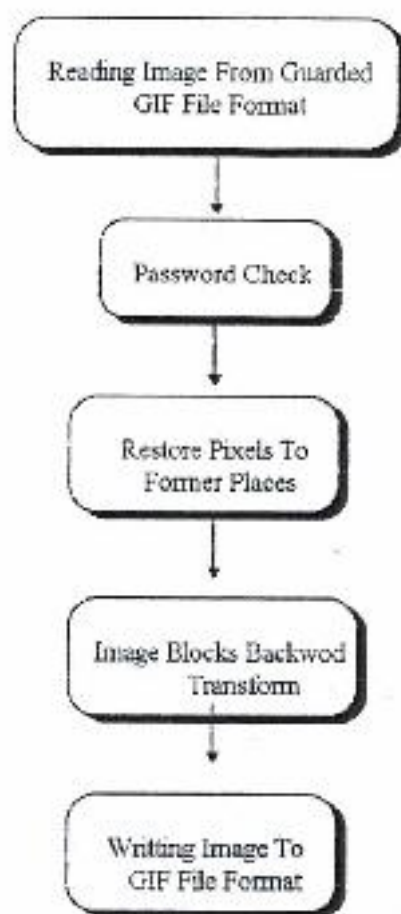 Reading Image From Guarded
GIF File Format
Password Check
Restore Pixels To
Former Places
Image Blocks Backwod
Transform
Writting Image To
GIF File Format